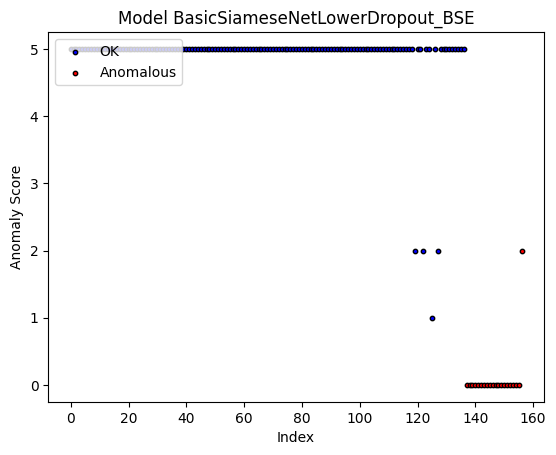 Model BasicSiameseNetLowerDropout_BSE
OK
Anomalous
Anomaly Score
5
4
3
2
1
0
0 20 40 60 80 100 120 140 160
Index